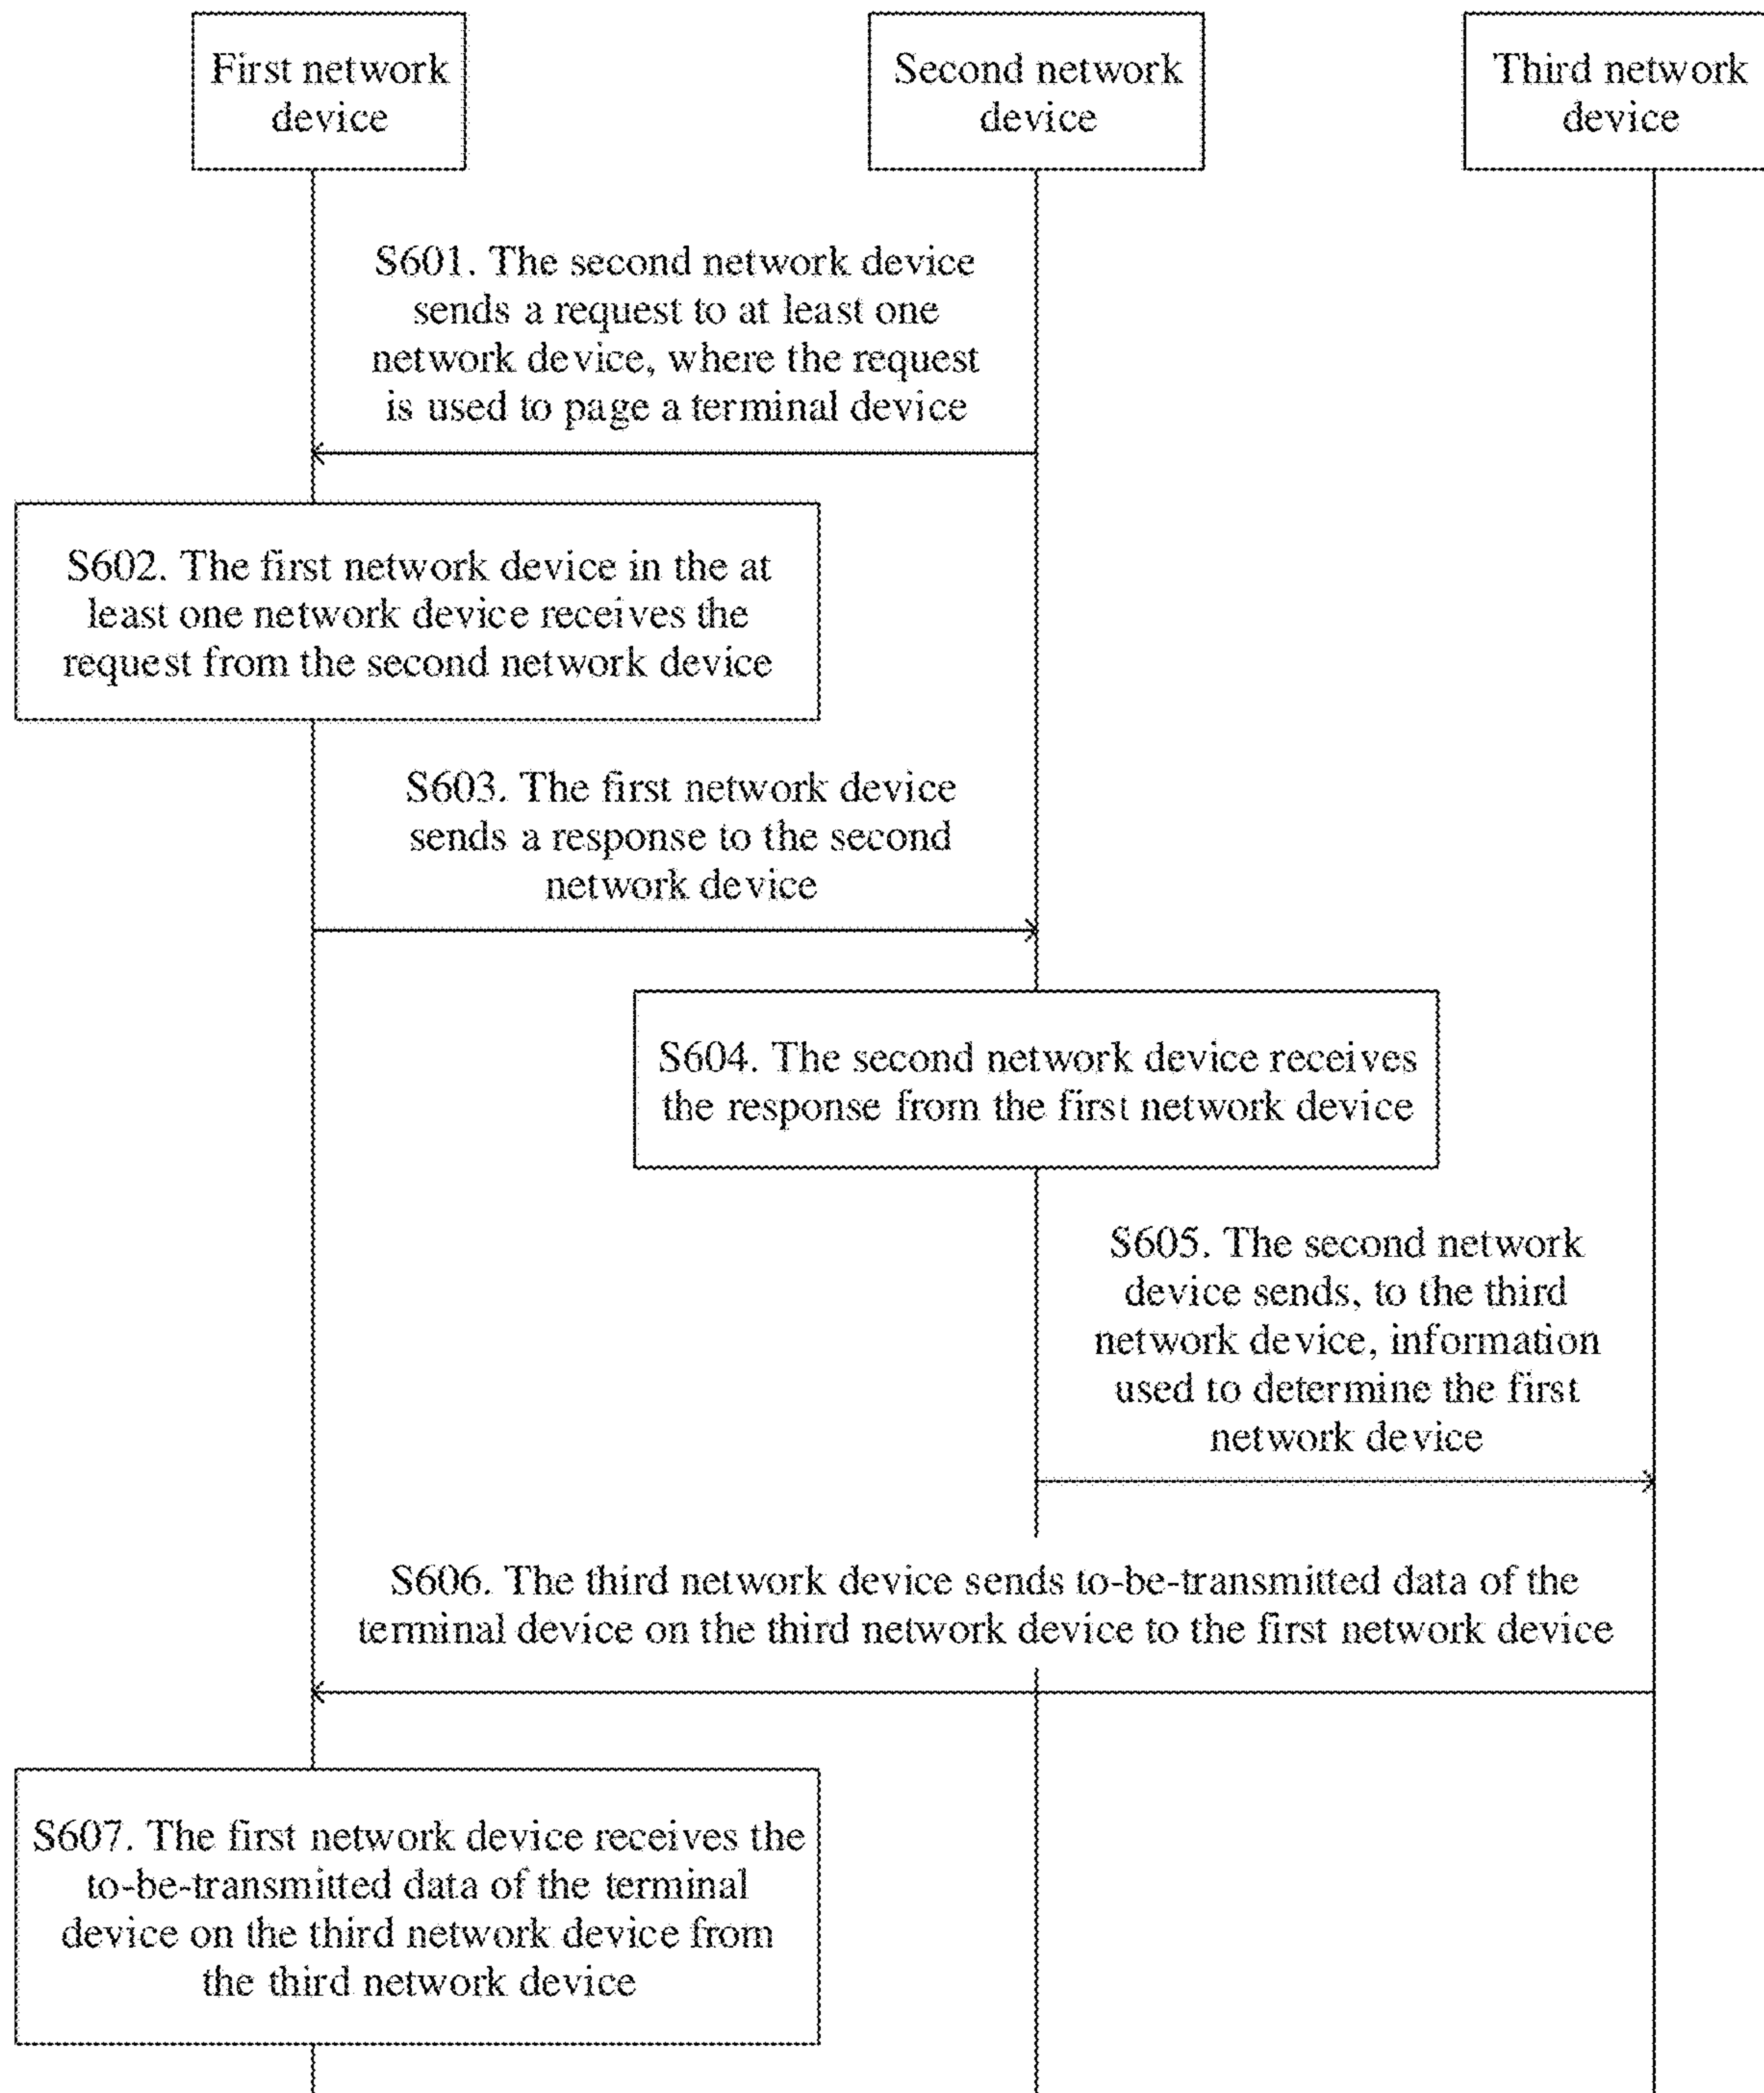 First network
device
Second network
device
Third network
device
S601. The second network device
sends a request to at least one
network device, where the request
is used to page a terminal device
S602. The first network device in the at
least one network device receives the
request from the second network device
S603. The first network device
sends a response to the second
network device
S604. The second network device receives
the response from the first network device
S605. The second network
device sends, to the third
network device, information
used to determine the first
network device
S606. The third network device sends to-be-transmitted data of the
terminal device on the third network device to the first network device
S607. The first network device receives the
to-be-transmitted data of the terminal
device on the third network device from
the third network device